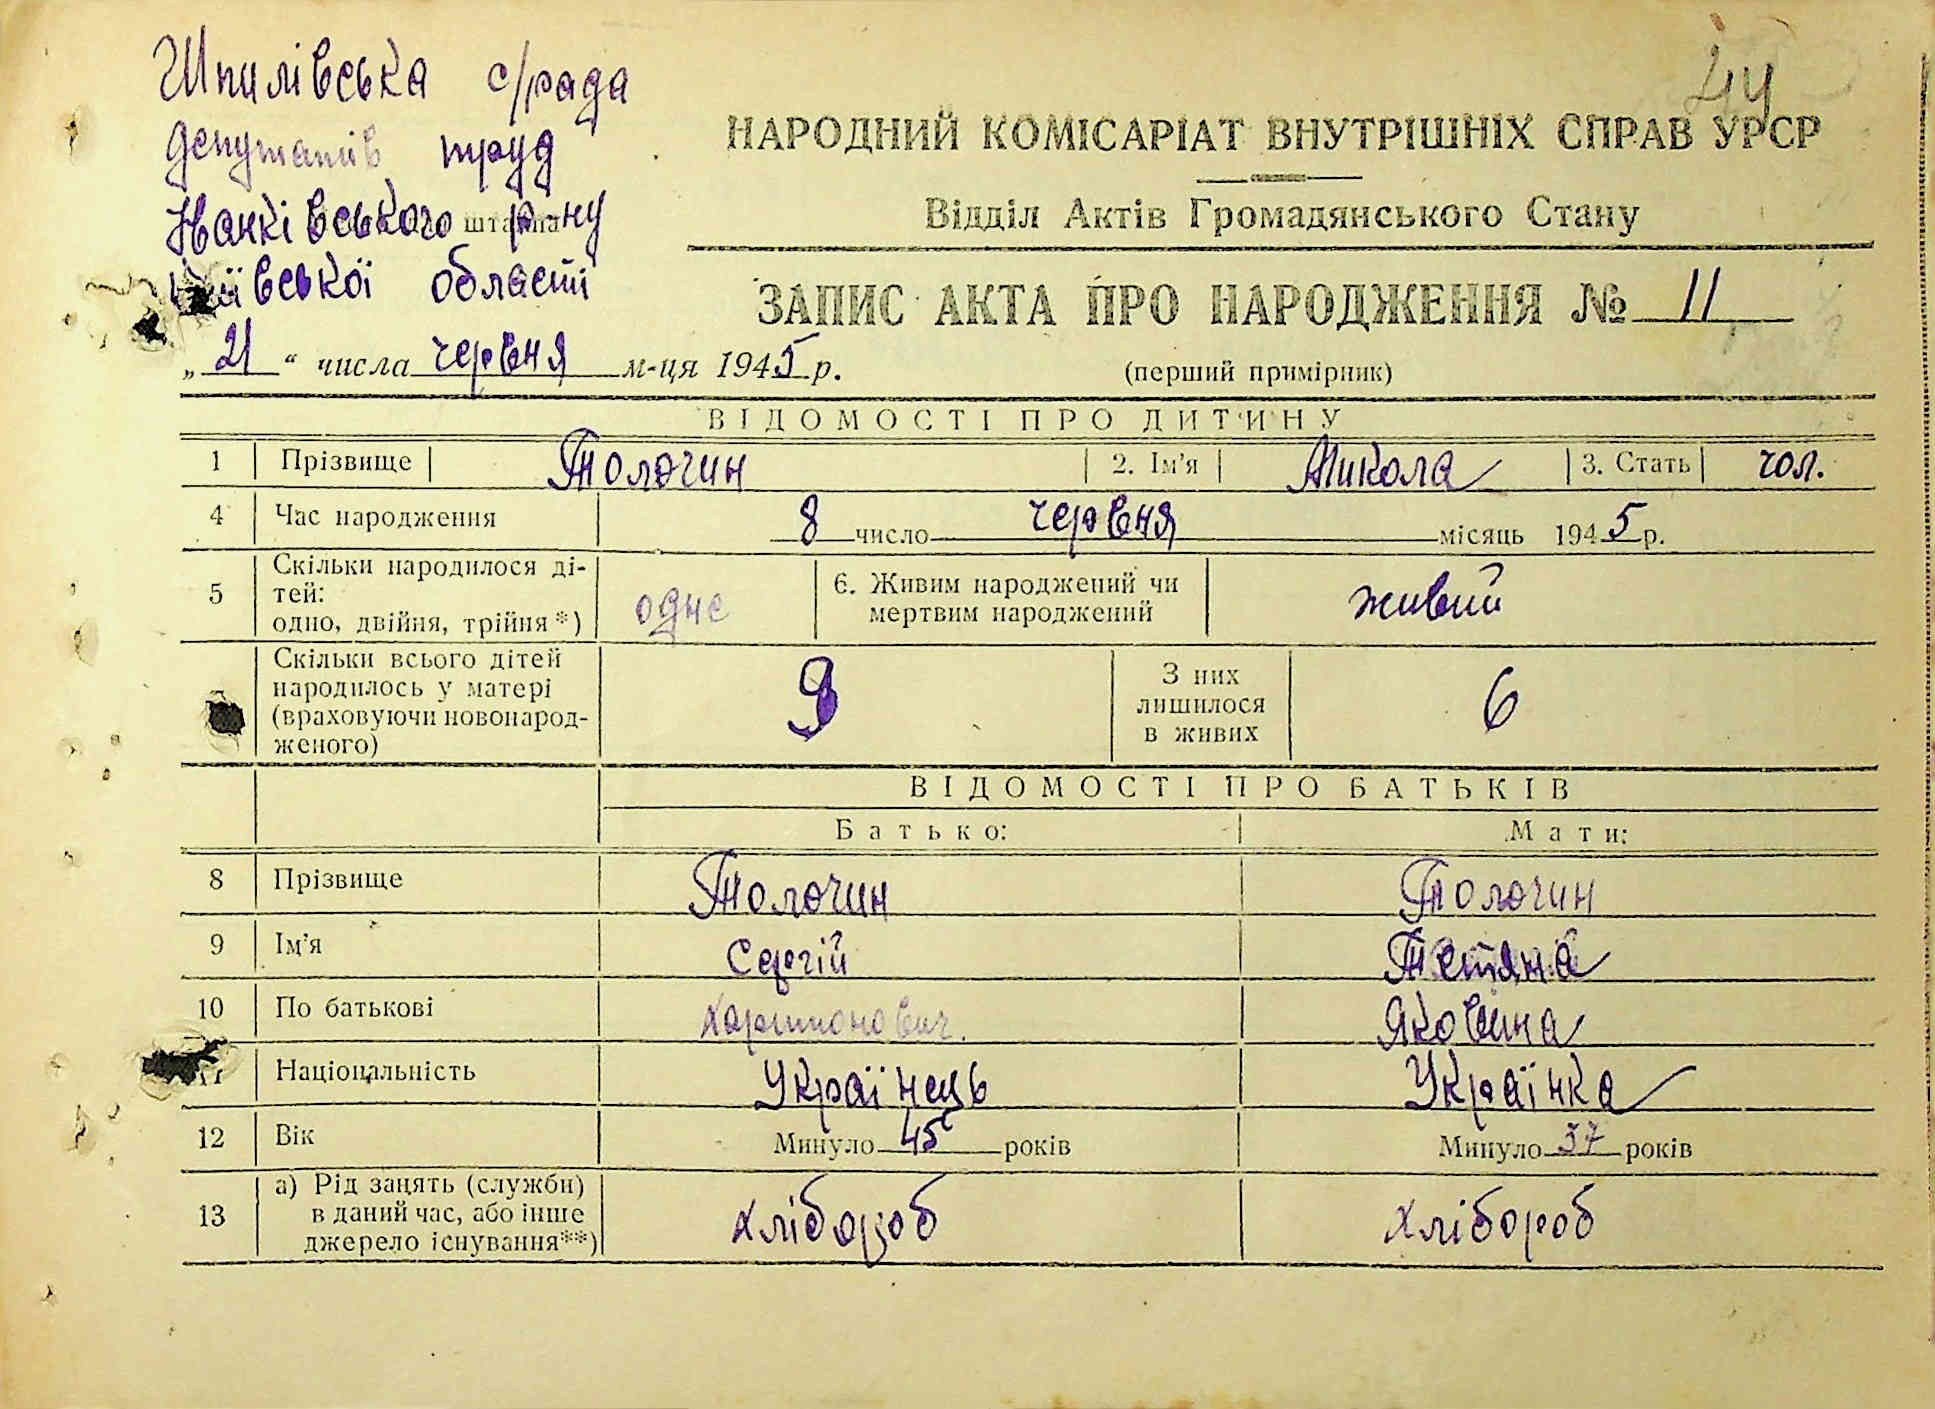 Шпилівська с/рада
депутатів труд
Іванківського р-ну
Київської області
НАРОДНИЙ КОМІСАРІАТ ВНУТРІШНІХ СПРАВ УРСР
Відділ Актів Громадянського Стану
ЗАПИС АКТА ПРО НАРОДЖЕННЯ № 11
„21“ числа червня м-ця 1945 р.
(перший примірник)
ВІДОМОСТІ ПРО ДИТИНУ
1 Прізвище Толочин 2. Ім’я Микола 3. Стать чол.
4 Час народження 8 число червня місяць 1945 р.
5 Скільки народилося ді-
тей:
одно, двійня, трійня*) одне
6. Живим народжений чи
мертвим народжений живий
Скільки всього дітей
народилось у матері
(враховуючи новонарод-
женого) 9
З них
лишилося
в живих 6
ВІДОМОСТІ ПРО БАТЬКІВ
Батько: Мати:
8 Прізвище Толочин Толочин
9 Ім’я Сергій Тетяна
10 По батькові Харитонович. Яковина
11 Національність Українець Українка
12 Вік Минуло 45 років Минуло 37 років
13 а) Рід занять (служби)
в даний час, або інше
джерело існування**) хлібороб хлібороб